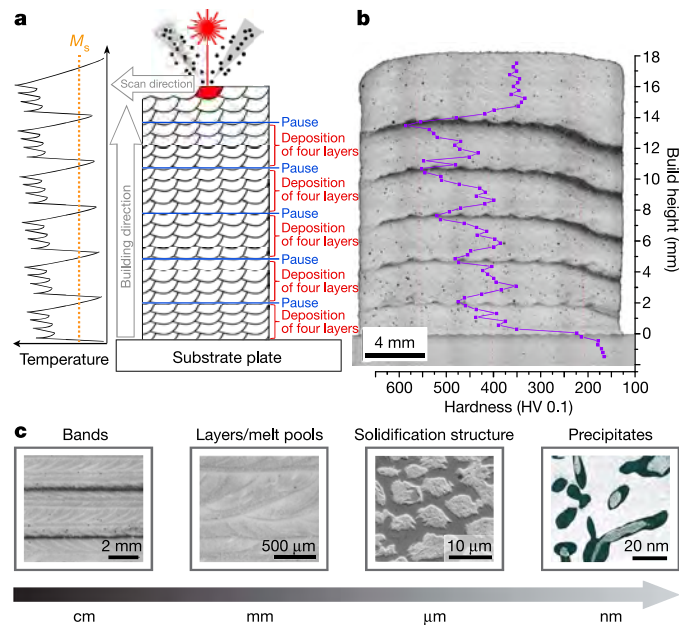 a
M_s
Scan direction
Building direction
Pause
Deposition
of four layers
Pause
Deposition
of four layers
Pause
Deposition
of four layers
Pause
Deposition
of four layers
Pause
Deposition
of four layers
Temperature
Substrate plate
b
18
16
14
12
10
8
6
4
2
0
Build height (mm)
4 mm
600
500
400
300
200
100
Hardness (HV 0.1)
c
Bands
Layers/melt pools
Solidification structure
Precipitates
2 mm
500 μm
10 μm
20 nm
cm
mm
μm
nm